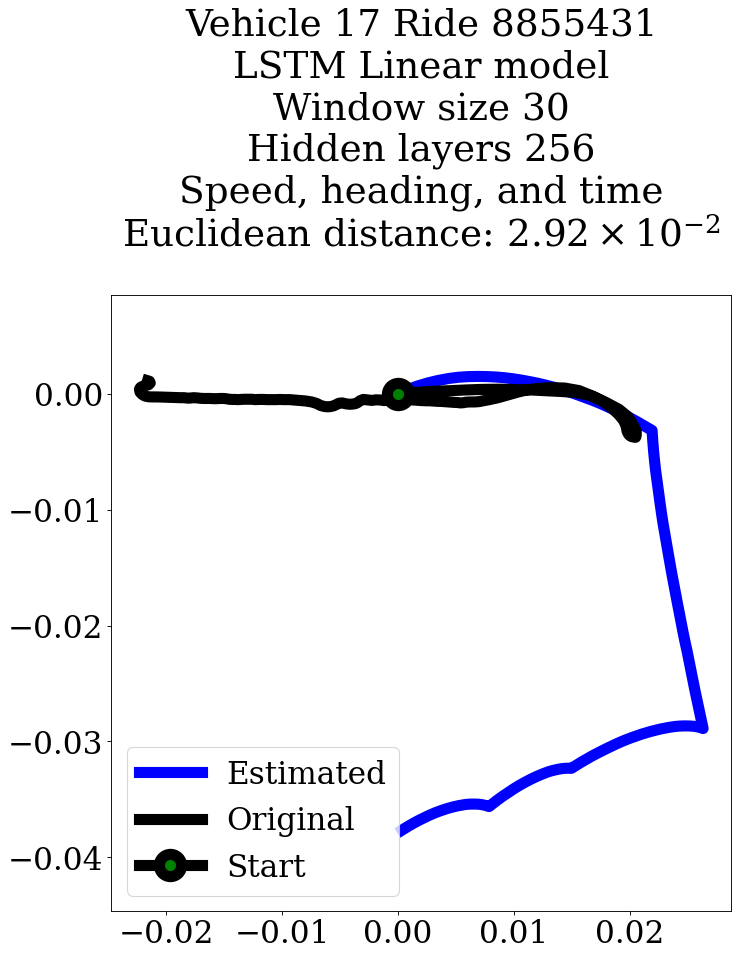 Vehicle 17 Ride 8855431
LSTM Linear model
Window size 30
Hidden layers 256
Speed, heading, and time
Euclidean distance: 2.92 × 10⁻²
0.00
−0.01
−0.02
−0.03
−0.04
Estimated
Original
Start
−0.02 −0.01 0.00 0.01 0.02